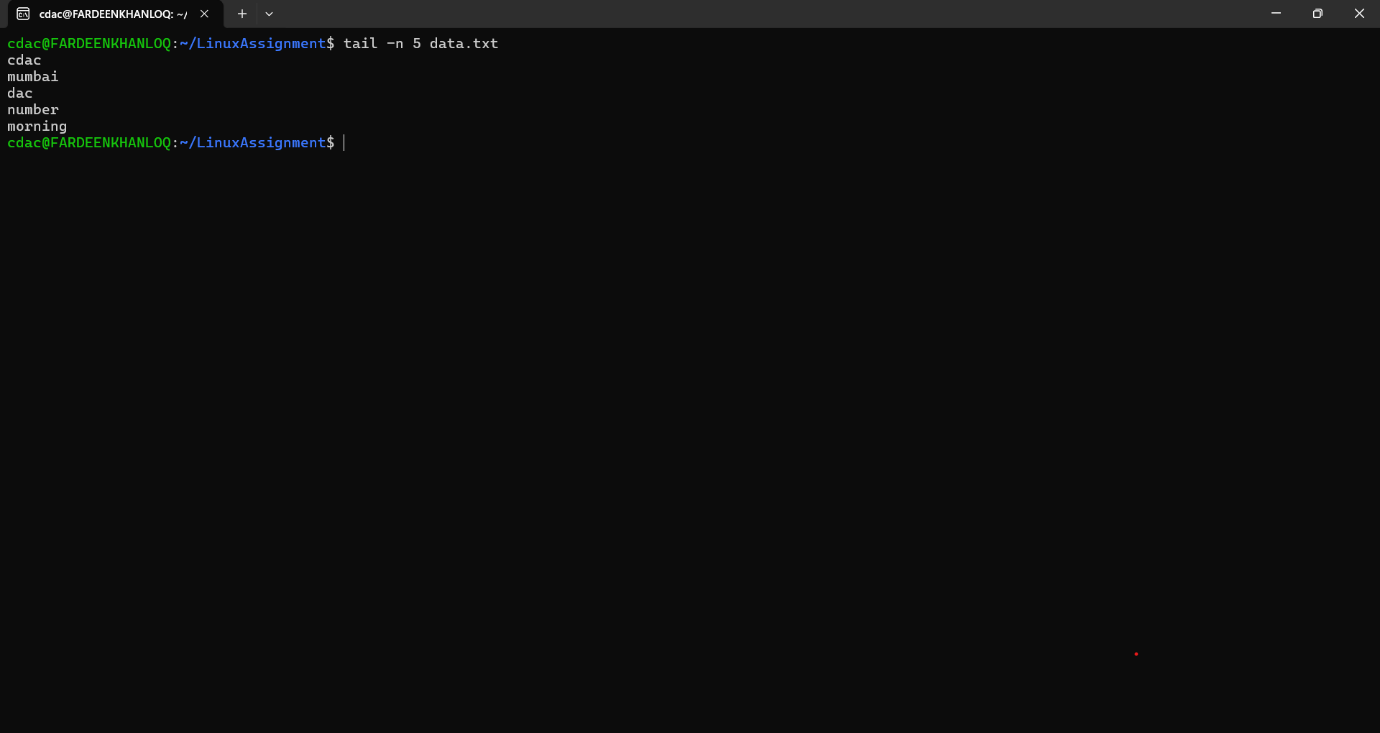 cdac@FARDEENKHANLOQ: ~/
cdac@FARDEENKHANLOQ:~/LinuxAssignment$ tail -n 5 data.txt
cdac
mumbai
dac
number
morning
cdac@FARDEENKHANLOQ:~/LinuxAssignment$